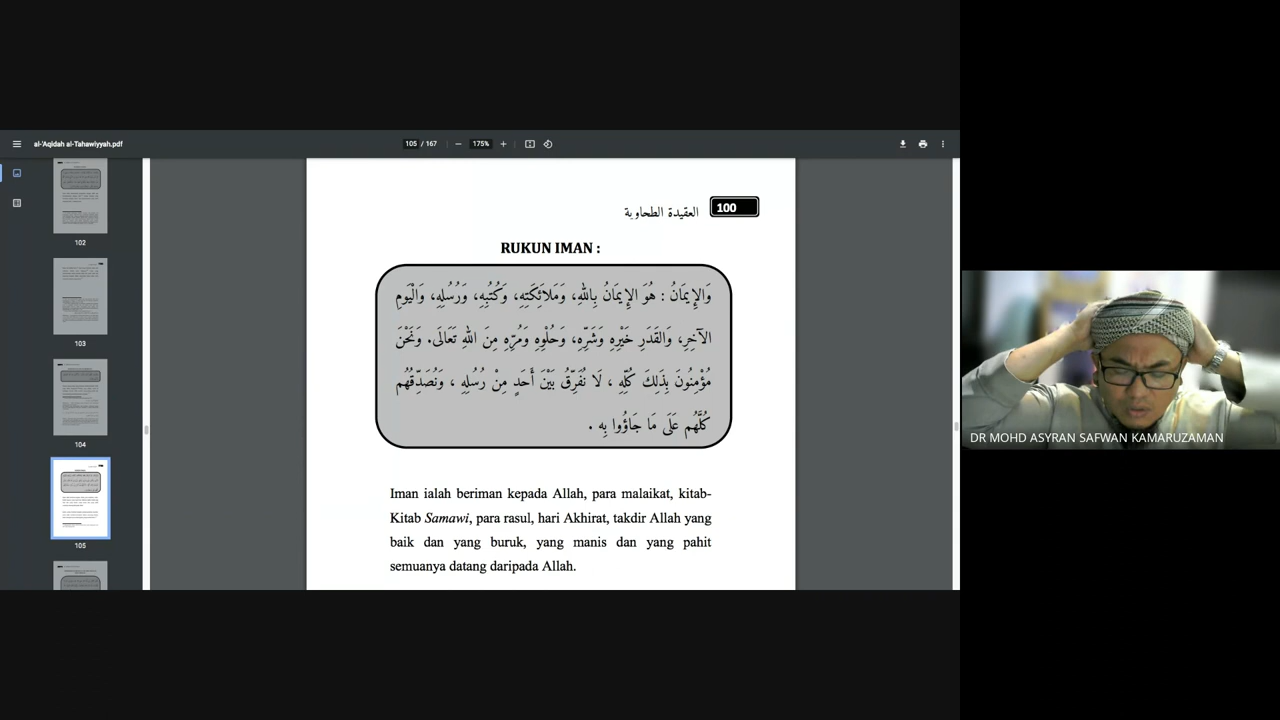 al-'Aqidah al-Tahawiyyah.pdf
105 / 167
175%
102
103
104
105
العقيدة الطحاوية 100
RUKUN IMAN :
وَالإِيمَانُ : هُوَ الإِيمَانُ بِاللهِ، وَمَلَائِكَتِهِ، وَكُتُبِهِ، وَرُسُلِهِ، وَالْيَوْمِ
الآخِرِ، وَالقَدَرِ خَيْرِهِ وَشَرِّهِ، وَحُلْوِهِ وَمُرِّهِ مِنَ اللهِ تَعَالَى. وَنَحْنُ
مُؤْمِنُونَ بِذَلِكَ كُلِّهِ ، لَا نُفَرِّقُ بَيْنَ أَحَدٍ مِنْ رُسُلِهِ ، وَنُصَدِّقُهُم
كُلَّهُم عَلَى مَا جَاؤُوا بِهِ .
Iman ialah beriman kepada Allah, para malaikat, kitab-
Kitab Samawi, para rasul, hari Akhirat, takdir Allah yang
baik dan yang buruk, yang manis dan yang pahit
semuanya datang daripada Allah.
DR MOHD ASYRAN SAFWAN KAMARUZAMAN